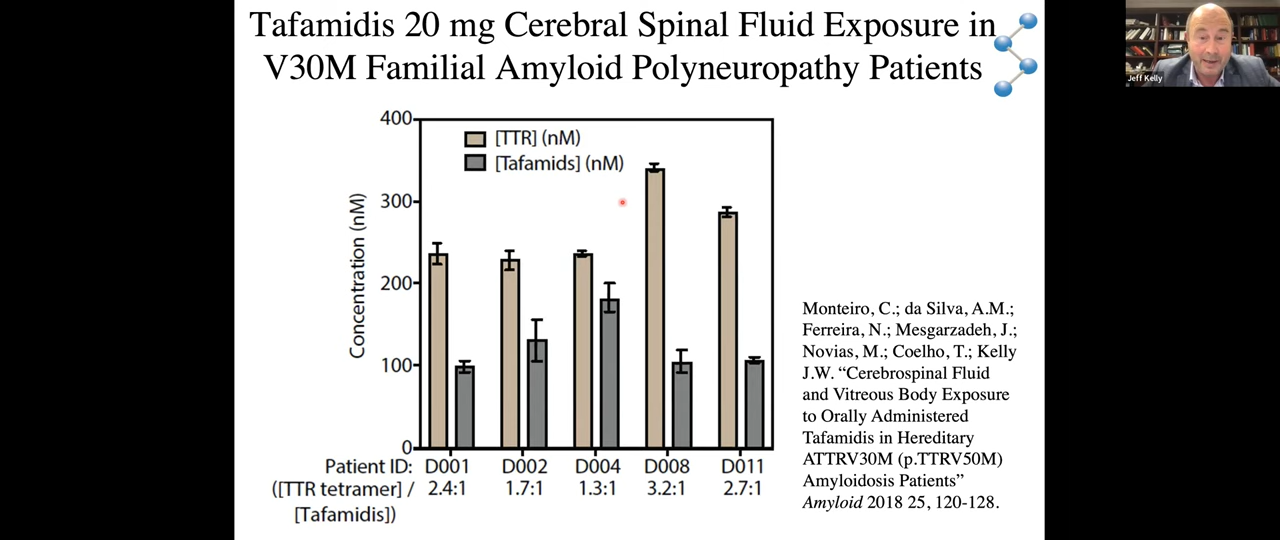 Tafamidis 20 mg Cerebral Spinal Fluid Exposure in
V30M Familial Amyloid Polyneuropathy Patients
Jeff Kelly
400
300
200
100
0
Concentration (nM)
[TTR] (nM)
[Tafamids] (nM)
Patient ID: D001 D002 D004 D008 D011
([TTR tetramer] / 2.4:1 1.7:1 1.3:1 3.2:1 2.7:1
[Tafamidis])
Monteiro, C.; da Silva, A.M.;
Ferreira, N.; Mesgarzadeh, J.;
Novias, M.; Coelho, T.; Kelly
J.W. “Cerebrospinal Fluid
and Vitreous Body Exposure
to Orally Administered
Tafamidis in Hereditary
ATTRV30M (p.TTRV50M)
Amyloidosis Patients”
Amyloid 2018 25, 120-128.